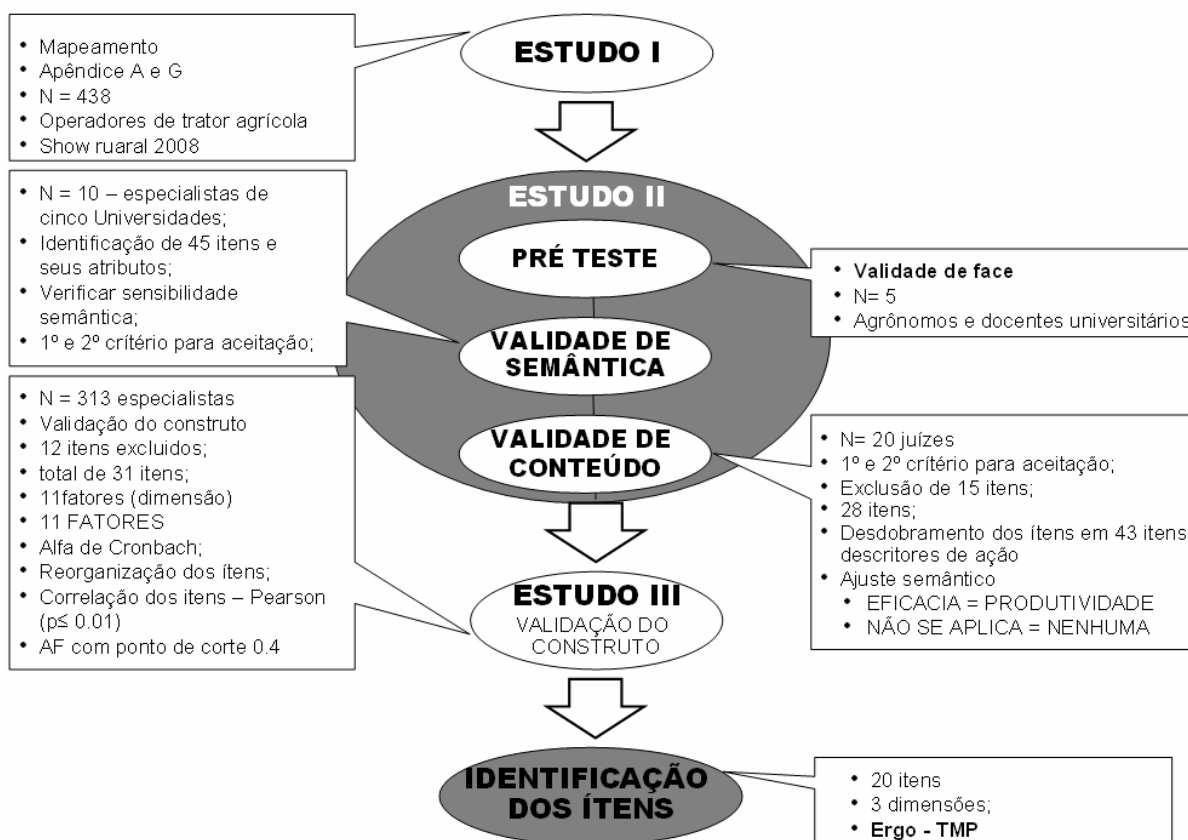 • Mapeamento
• Apêndice A e G
• N = 438
• Operadores de trator agrícola
• Show ruaral 2008
ESTUDO I
ESTUDO II
PRÉ TESTE
• Validade de face
• N= 5
• Agrônomos e docentes universitários
• N = 10 – especialistas de
cinco Universidades;
• Identificação de 45 itens e
seus atributos;
• Verificar sensibilidade
semântica;
• 1º e 2º crítério para aceitação;
VALIDADE DE
SEMÂNTICA
VALIDADE DE
CONTEÚDO
• N= 20 juízes
• 1º e 2º crítério para aceitação;
• Exclusão de 15 itens;
• 28 itens;
• Desdobramento dos ítens em 43 itens
descritores de ação
• Ajuste semântico
• EFICACIA = PRODUTIVIDADE
• NÃO SE APLICA = NENHUMA
• N = 313 especialistas
• Validação do construto
• 12 itens excluidos;
• total de 31 itens;
• 11fatores (dimensão)
• 11 FATORES
• Alfa de Cronbach;
• Reorganização dos ítens;
• Correlação dos itens – Pearson
(p≤ 0.01)
• AF com ponto de corte 0.4
ESTUDO III
VALIDAÇÃO DO
CONSTRUTO
IDENTIFICAÇÃO
DOS ÍTENS
• 20 itens
• 3 dimensões;
• Ergo - TMP